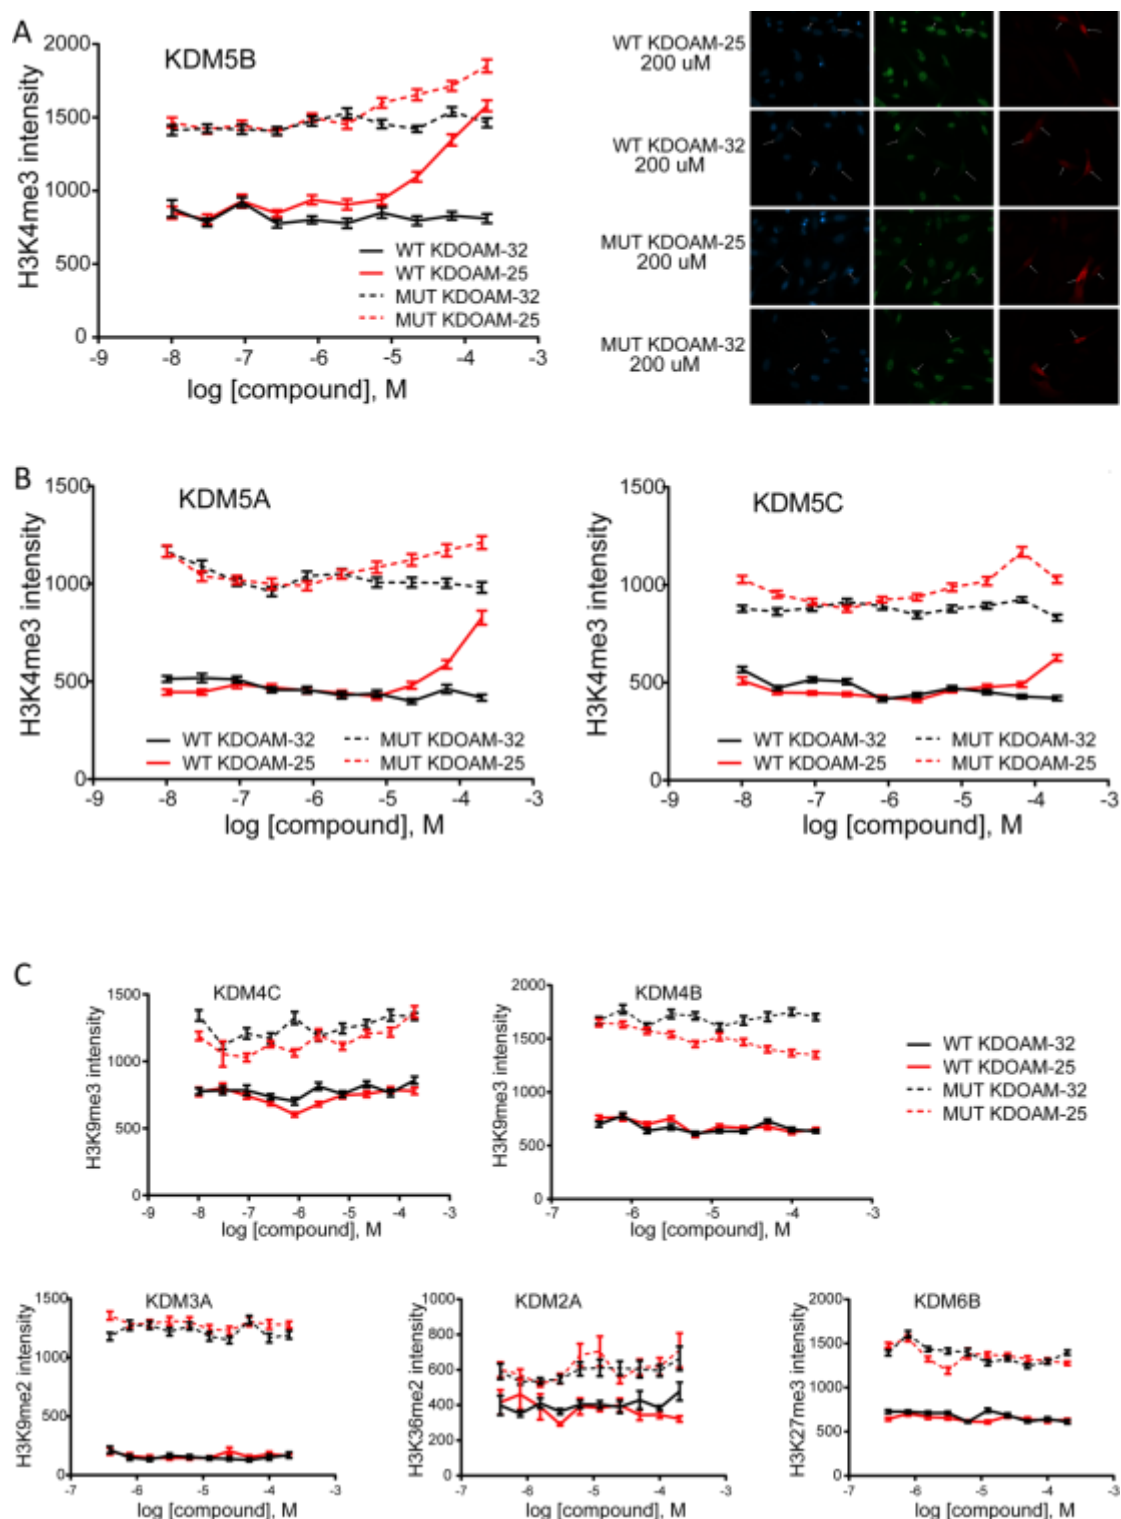 A
KDM5B
H3K4me3 intensity
2000
1500
1000
500
0
WT KDOAM-32
WT KDOAM-25
MUT KDOAM-32
MUT KDOAM-25
-9 -8 -7 -6 -5 -4 -3
log [compound], M
WT KDOAM-25
200 uM
WT KDOAM-32
200 uM
MUT KDOAM-25
200 uM
MUT KDOAM-32
200 uM
B
KDM5A
H3K4me3 intensity
1500
1000
500
0
WT KDOAM-32 MUT KDOAM-32
WT KDOAM-25 MUT KDOAM-25
-9 -8 -7 -6 -5 -4 -3
log [compound], M
KDM5C
H3K4me3 intensity
1500
1000
500
0
WT KDOAM-32 MUT KDOAM-32
WT KDOAM-25 MUT KDOAM-25
-9 -8 -7 -6 -5 -4 -3
log [compound], M
C
KDM4C
H3K9me3 intensity
1500
1000
500
0
-9 -8 -7 -6 -5 -4 -3
log [compound], M
KDM4B
H3K9me3 intensity
2000
1500
1000
500
0
-7 -6 -5 -4 -3
log [compound], M
WT KDOAM-32
WT KDOAM-25
MUT KDOAM-32
MUT KDOAM-25
KDM3A
H3K9me2 intensity
1500
1000
500
0
-7 -6 -5 -4 -3
log [compound], M
KDM2A
H3K36me2 intensity
1000
800
600
400
200
0
-7 -6 -5 -4 -3
log [compound], M
KDM6B
H3K27me3 intensity
2000
1500
1000
500
0
-7 -6 -5 -4 -3
log [compound], M